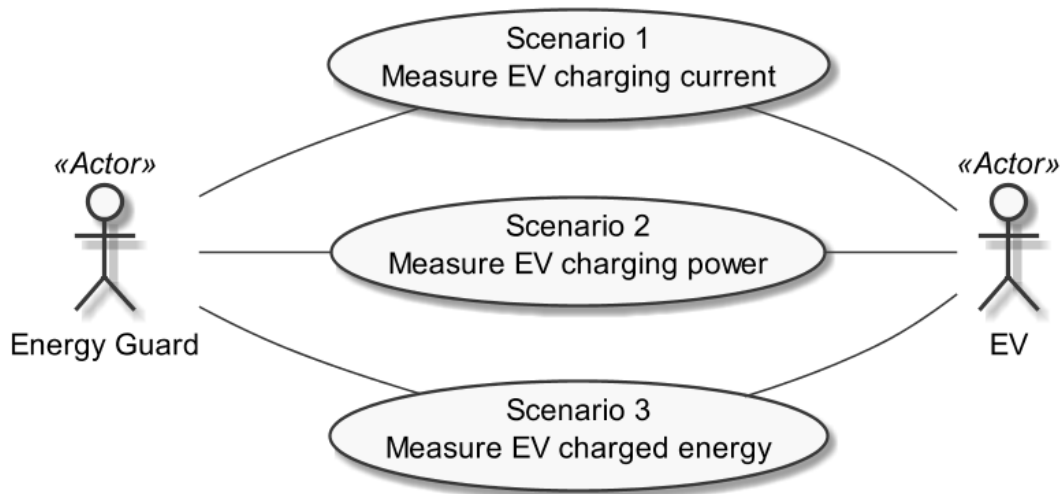 Scenario 1
Measure EV charging current
«Actor»
Energy Guard
Scenario 2
Measure EV charging power
«Actor»
EV
Scenario 3
Measure EV charged energy